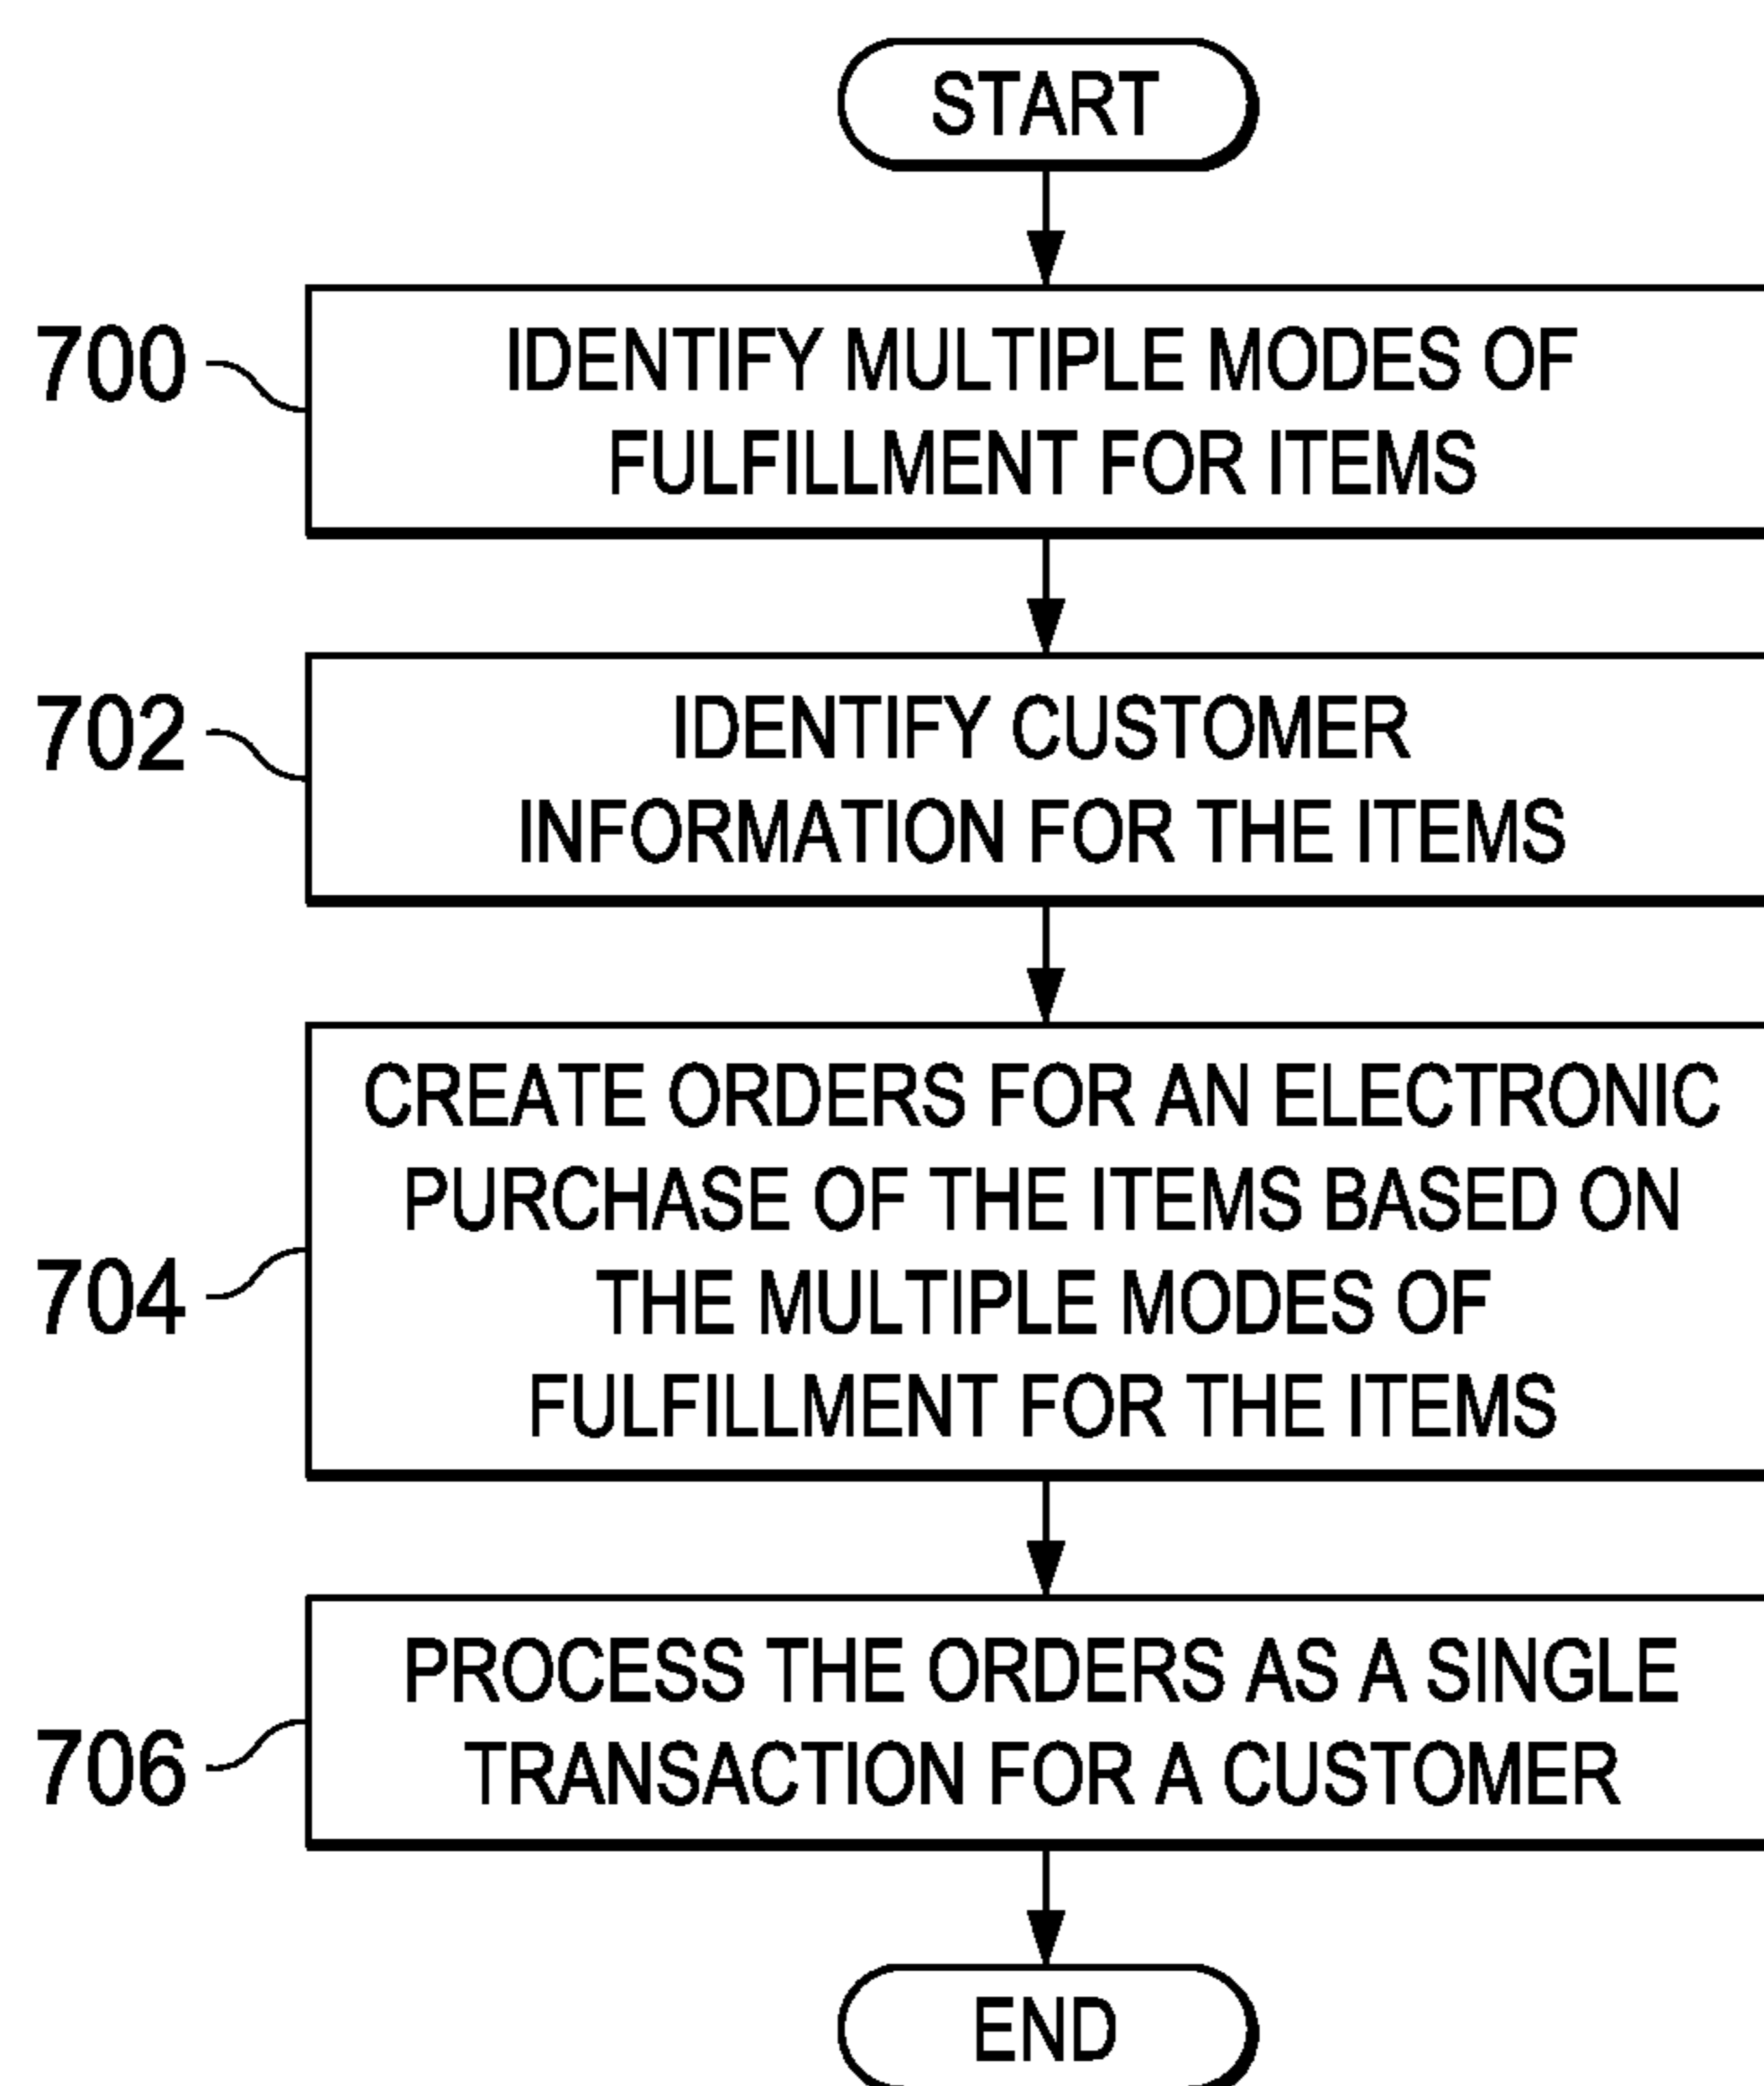 START
700
IDENTIFY MULTIPLE MODES OF
FULFILLMENT FOR ITEMS
702
IDENTIFY CUSTOMER
INFORMATION FOR THE ITEMS
704
CREATE ORDERS FOR AN ELECTRONIC
PURCHASE OF THE ITEMS BASED ON
THE MULTIPLE MODES OF
FULFILLMENT FOR THE ITEMS
706
PROCESS THE ORDERS AS A SINGLE
TRANSACTION FOR A CUSTOMER
END